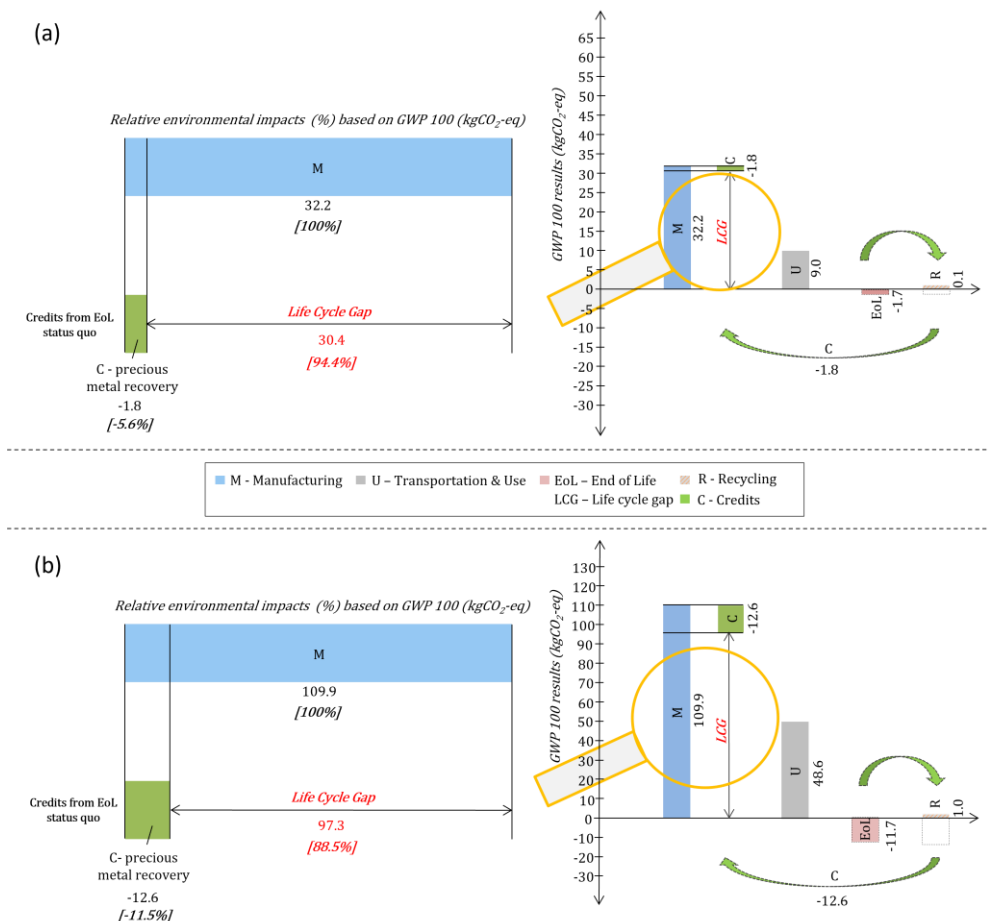 (a)
Relative environmental impacts (%) based on GWP 100 (kgCO₂-eq)
M
32.2
[100%]
Credits from EoL
status quo
Life Cycle Gap
30.4
[94.4%]
C - precious
metal recovery
-1.8
[-5.6%]
GWP 100 results (kgCO₂-eq)
65
60
55
50
45
40
35
30
25
20
15
10
5
0
-5
-10
-15
-20
-25
-30
M
32.2
C
-1.8
LCG
U
9.0
EoL
-1.7
R
0.1
C
-1.8
M - Manufacturing
U – Transportation & Use
EoL – End of Life
R - Recycling
LCG – Life cycle gap
C - Credits
(b)
Relative environmental impacts (%) based on GWP 100 (kgCO₂-eq)
M
109.9
[100%]
Credits from EoL
status quo
Life Cycle Gap
97.3
[88.5%]
C- precious
metal recovery
-12.6
[-11.5%]
GWP 100 results (kgCO₂-eq)
130
120
110
100
90
80
70
60
50
40
30
20
10
0
-10
-20
-30
M
109.9
C
-12.6
LCG
U
48.6
EoL
-11.7
R
1.0
C
-12.6